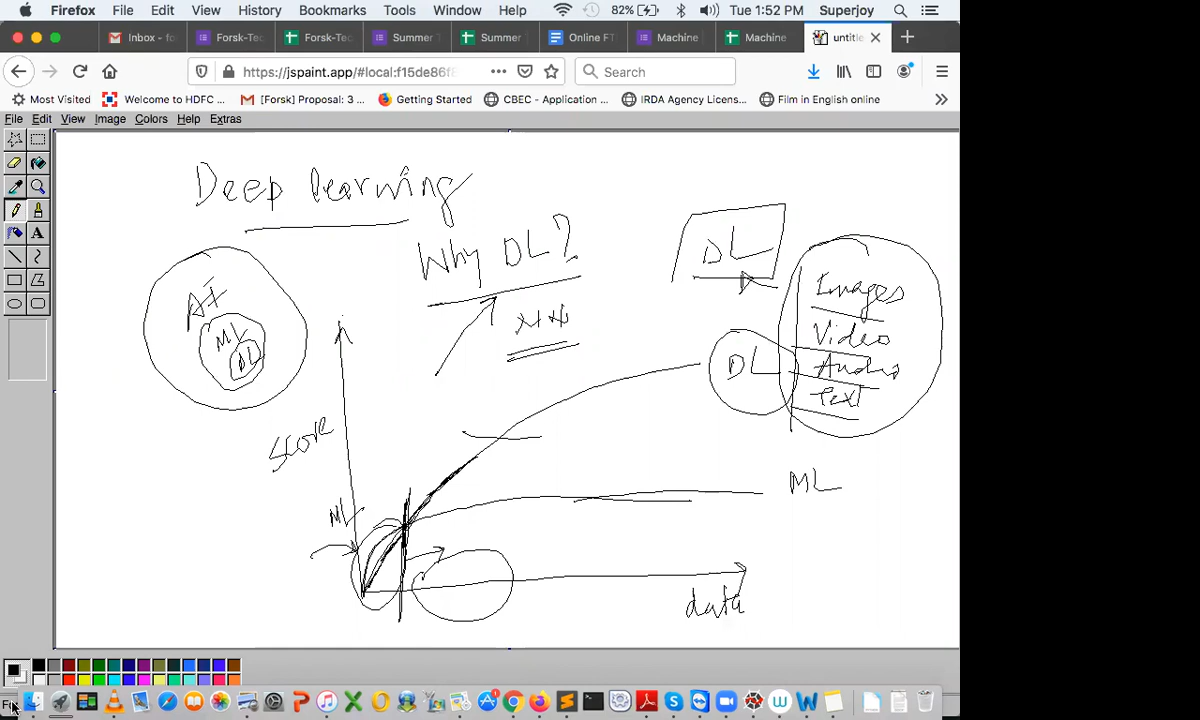 Firefox File Edit View History Bookmarks Tools Window Help 82% Tue 1:52 PM Superjoy
Inbox - fo Forsk-Tec Forsk-Tec Summer T Summer Online FT Machine Machine untitle
https://jspaint.app/#local:f15de86f8 Search
Most Visited Welcome to HDFC ... [Forsk] Proposal: 3 ... Getting Started CBEC - Application ... IRDA Agency License... Film in English online
File Edit View Image Colors Help Extras
Deep learning
Why DL?
DL
AI
ML
DL
Images
Video
Audio
Text
DL
Score
ML
ML
data